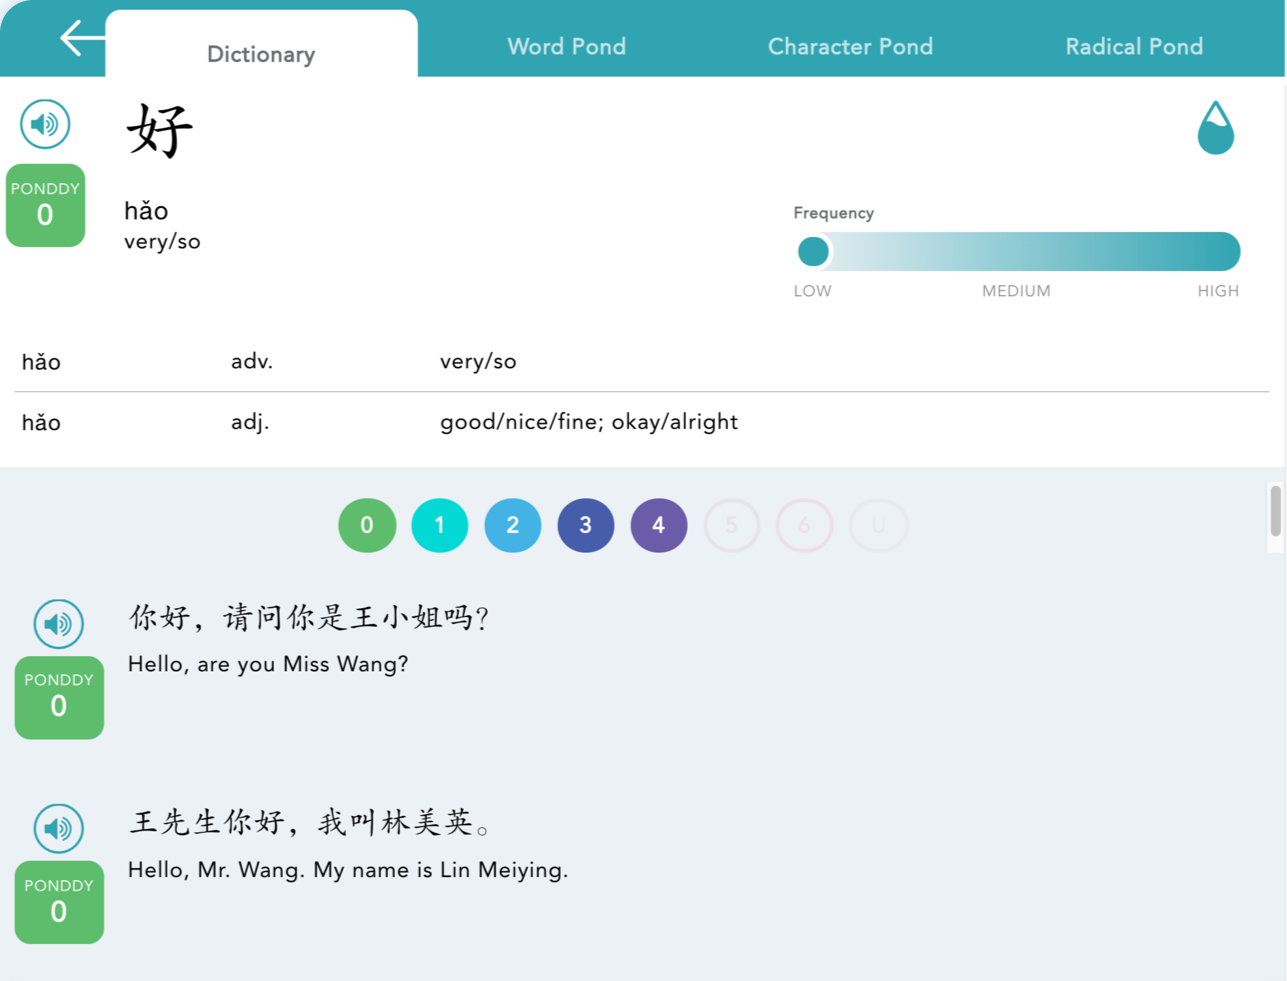 Dictionary
Word Pond
Character Pond
Radical Pond
好
PONDDY
0
hǎo
very/so
Frequency
LOW MEDIUM HIGH
hǎo adv. very/so
hǎo adj. good/nice/fine; okay/alright
0 1 2 3 4 5 6 U
你好，请问你是王小姐吗？
Hello, are you Miss Wang?
PONDDY
0
王先生你好，我叫林美英。
Hello, Mr. Wang. My name is Lin Meiying.
PONDDY
0